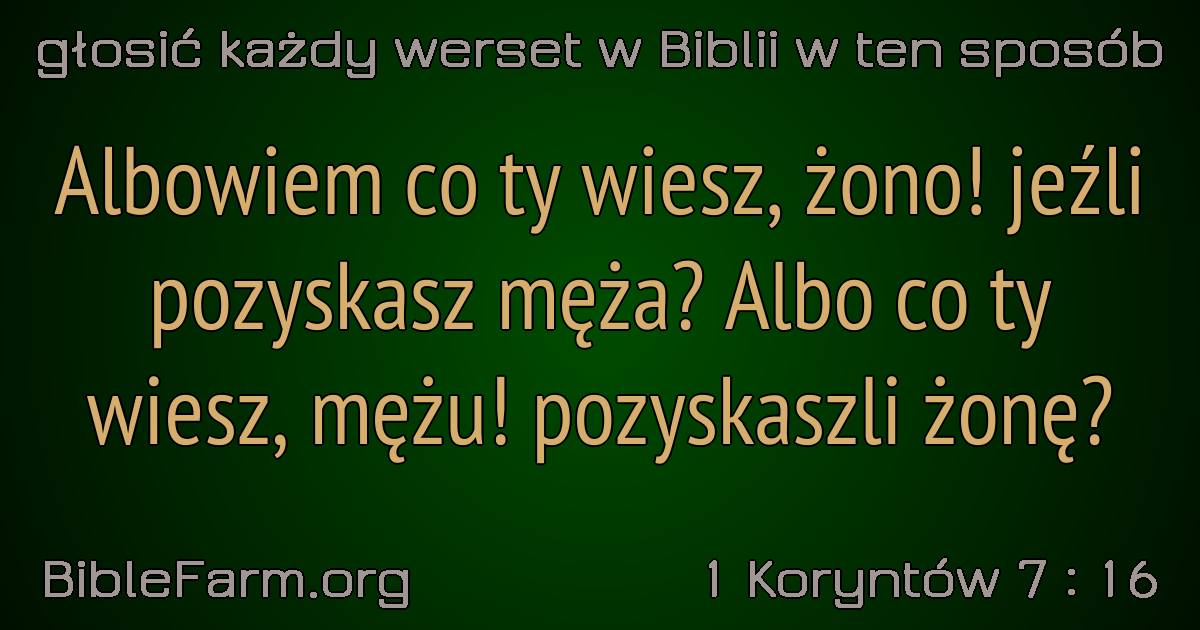 głosić każdy werset w Biblii w ten sposób
Albowiem co ty wiesz, żono! jeźli
pozyskasz męża? Albo co ty
wiesz, mężu! pozyskaszli żonę?
BibleFarm.org
1 Koryntów 7 : 16